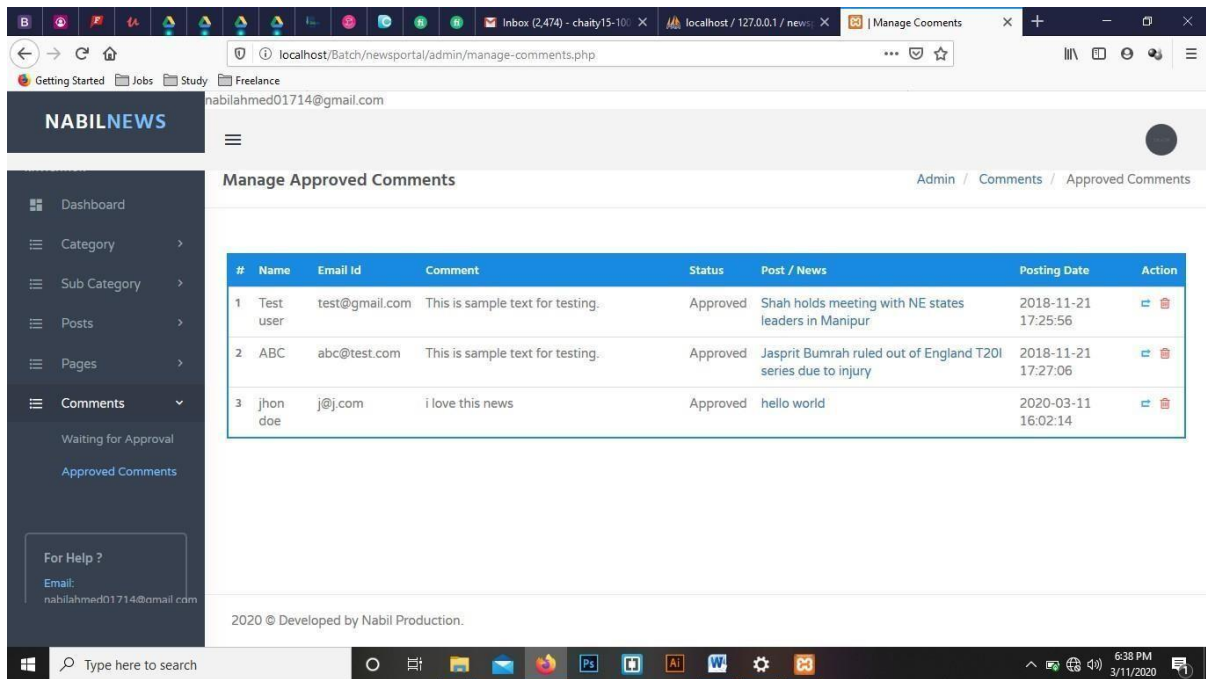 Inbox (2,474) - chaity15-10
localhost / 127.0.0.1 / news
| Manage Cooments
localhost/Batch/newsportal/admin/manage-comments.php
Getting Started Jobs Study Freelance
nabilahmed01714@gmail.com
NABILNEWS
Manage Approved Comments
Admin / Comments / Approved Comments
Dashboard
Category
Sub Category
Posts
Pages
Comments
Waiting for Approval
Approved Comments
# Name Email Id Comment Status Post / News Posting Date Action
1 Test test@gmail.com This is sample text for testing. Approved Shah holds meeting with NE states 2018-11-21
user leaders in Manipur 17:25:56
2 ABC abc@test.com This is sample text for testing. Approved Jasprit Bumrah ruled out of England T20I 2018-11-21
series due to injury 17:27:06
3 jhon j@j.com i love this news Approved hello world 2020-03-11
doe 16:02:14
For Help ?
Email:
nabilahmed01714@gmail.com
2020 © Developed by Nabil Production.
Type here to search
Ps
Ai
6:38 PM
3/11/2020